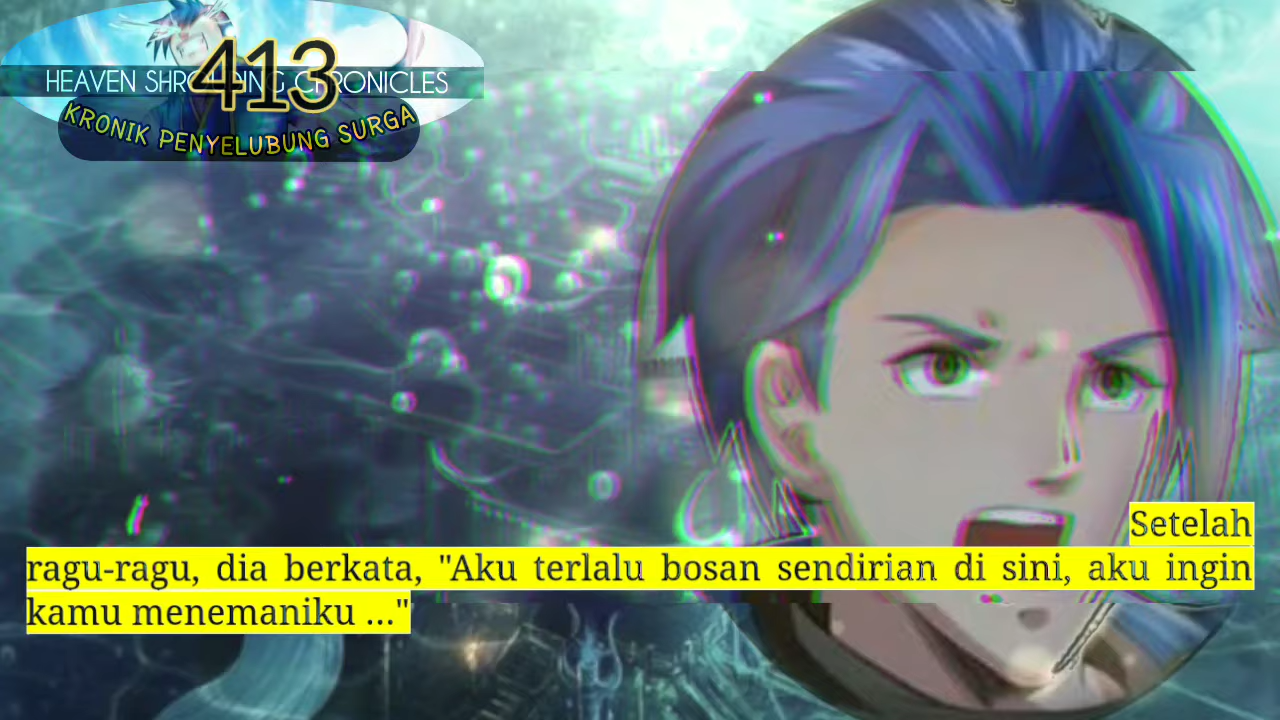 413
HEAVEN SHROUDING CHRONICLES
KRONIK PENYELUBUNG SURGA
Setelah
ragu-ragu, dia berkata, "Aku terlalu bosan sendirian di sini, aku ingin
kamu menemaniku ..."